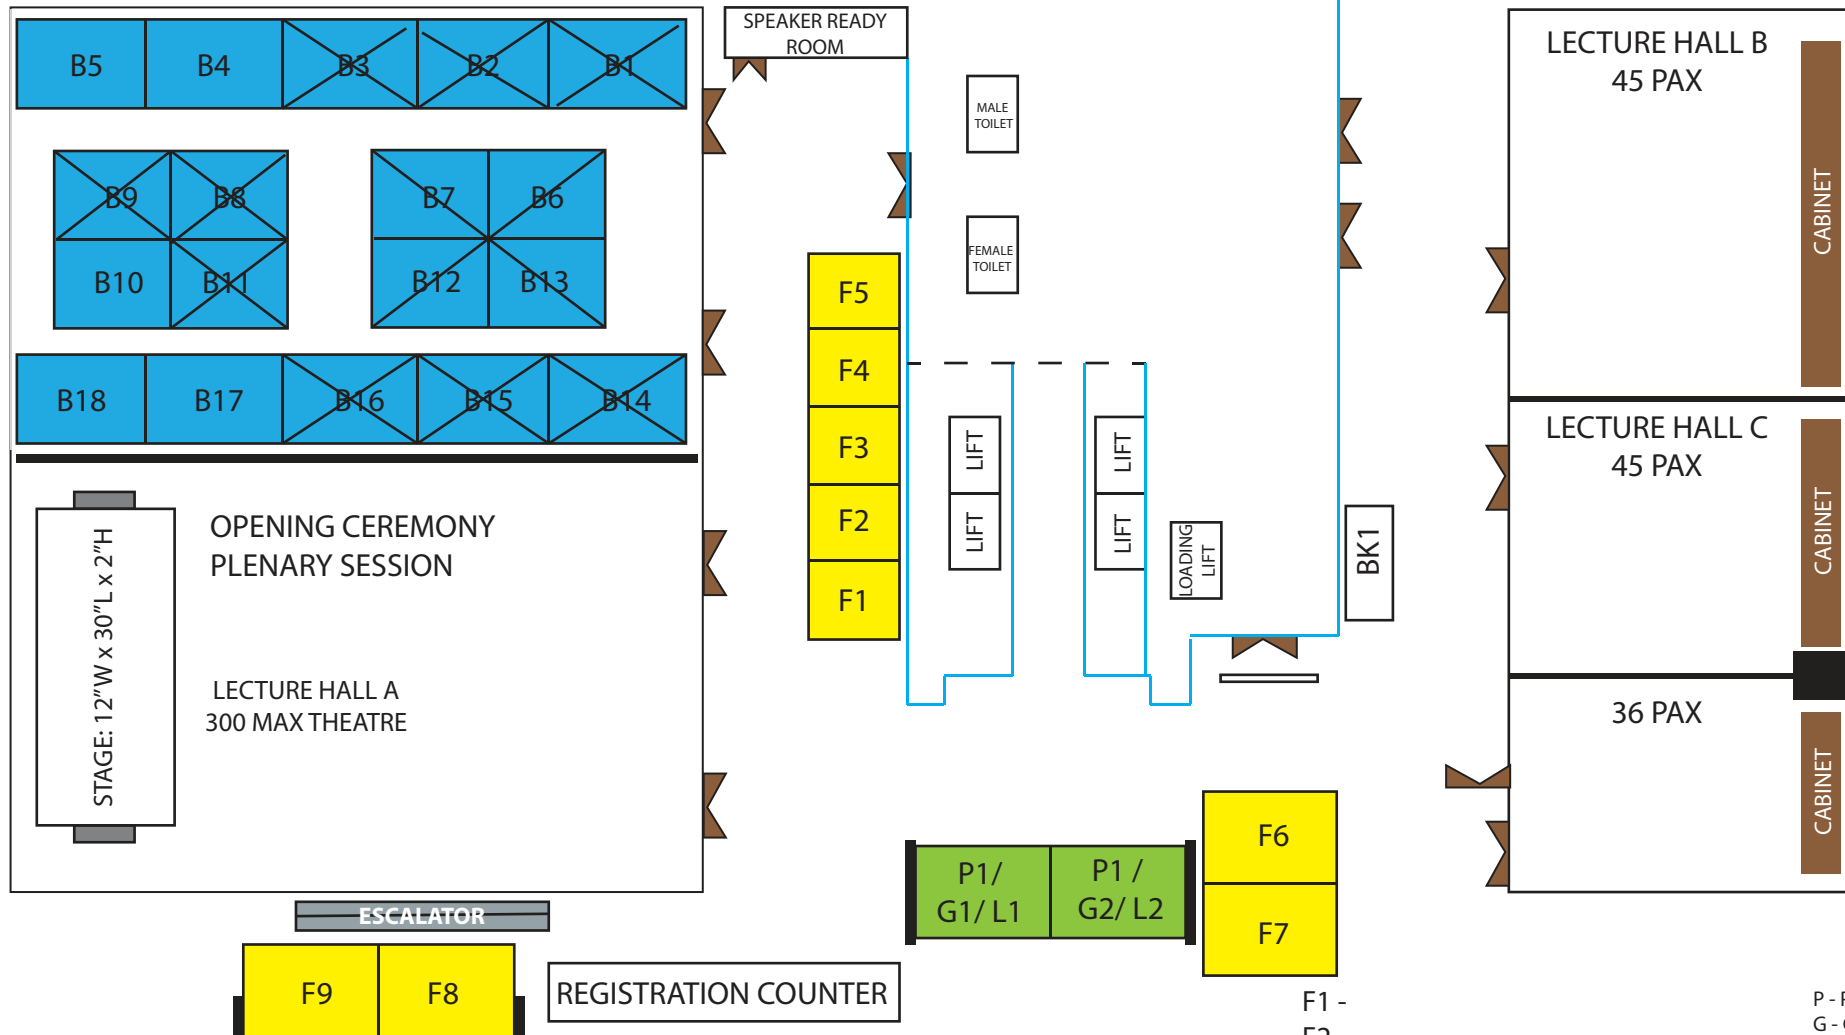 B5
B4
B3
B2
B1
SPEAKER READY
ROOM
LECTURE HALL B
45 PAX
MALE
TOILET
CABINET
B9
B8
B7
B6
FEMALE
TOILET
B10
B11
B12
B13
F5
F4
B18
B17
B16
B15
B14
LECTURE HALL C
45 PAX
F3
LIFT
LIFT
CABINET
F2
LIFT
LIFT
LOADING
LIFT
BK1
OPENING CEREMONY
PLENARY SESSION
F1
STAGE: 12"W x 30"L x 2"H
LECTURE HALL A
300 MAX THEATRE
36 PAX
CABINET
F6
P1/
G1/ L1
P1 /
G2/ L2
ESCALATOR
F7
F9
F8
REGISTRATION COUNTER
F1 -
P -
G -